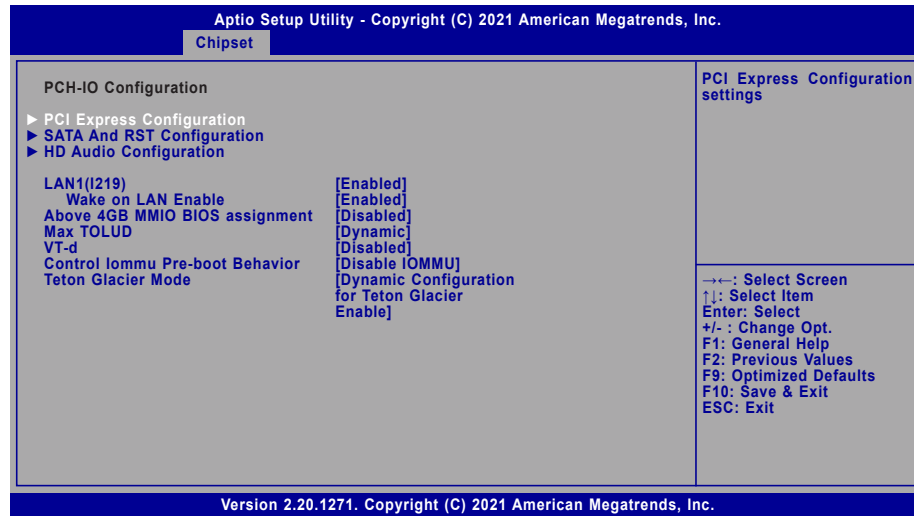 Aptio Setup Utility - Copyright (C) 2021 American Megatrends, Inc.
Chipset
PCH-IO Configuration
► PCI Express Configuration
► SATA And RST Configuration
► HD Audio Configuration
LAN1(I219) [Enabled]
Wake on LAN Enable [Enabled]
Above 4GB MMIO BIOS assignment [Disabled]
Max TOLUD [Dynamic]
VT-d [Disabled]
Control Iommu Pre-boot Behavior [Disable IOMMU]
Teton Glacier Mode [Dynamic Configuration
for Teton Glacier
Enable]
PCI Express Configuration
settings
→←: Select Screen
↑↓: Select Item
Enter: Select
+/- : Change Opt.
F1: General Help
F2: Previous Values
F9: Optimized Defaults
F10: Save & Exit
ESC: Exit
Version 2.20.1271. Copyright (C) 2021 American Megatrends, Inc.